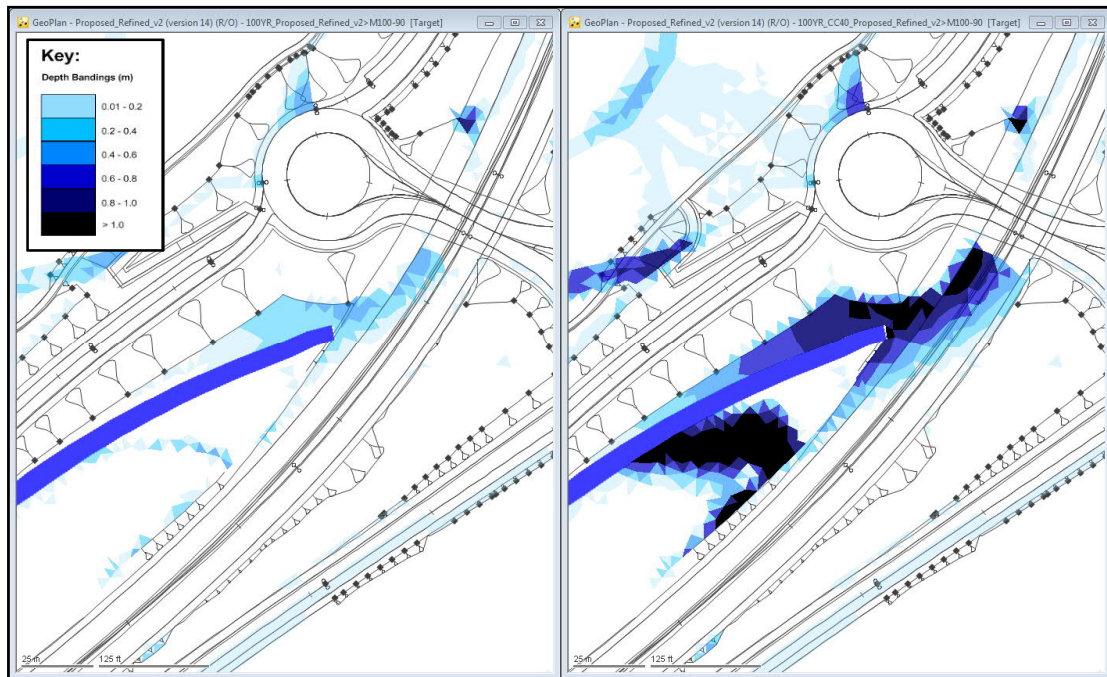 GeoPlan - Proposed_Refined_v2 (version 14) (R/O) - 100YR_Proposed_Refined_v2>M100-90 [Target]
Key:
Depth Bandings (m)
0.01 - 0.2
0.2 - 0.4
0.4 - 0.6
0.6 - 0.8
0.8 - 1.0
> 1.0
25 m
125 ft
GeoPlan - Proposed_Refined_v2 (version 14) (R/O) - 100YR_CC40_Proposed_Refined_v2>M100-90 [Target]
25 m
125 ft